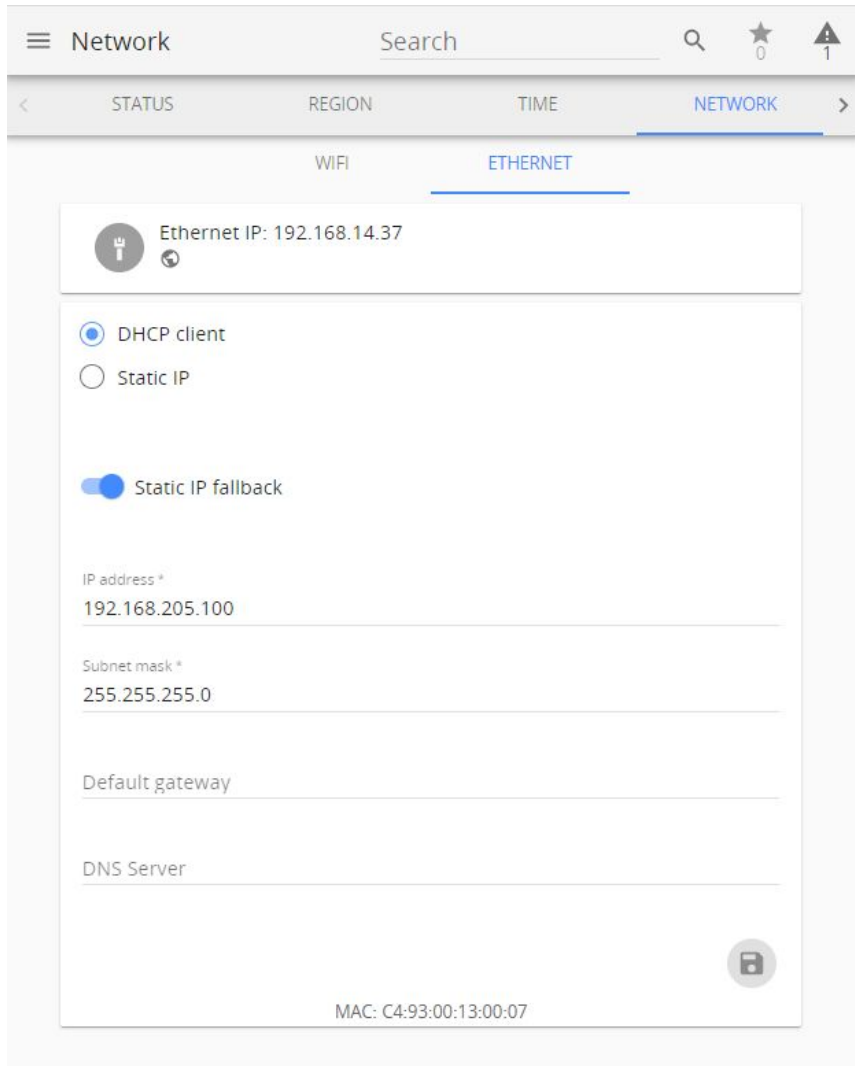 Network Search
0 1
STATUS REGION TIME NETWORK
WIFI ETHERNET
Ethernet IP: 192.168.14.37
DHCP client
Static IP
Static IP fallback
IP address *
192.168.205.100
Subnet mask *
255.255.255.0
Default gateway
DNS Server
MAC: C4:93:00:13:00:07